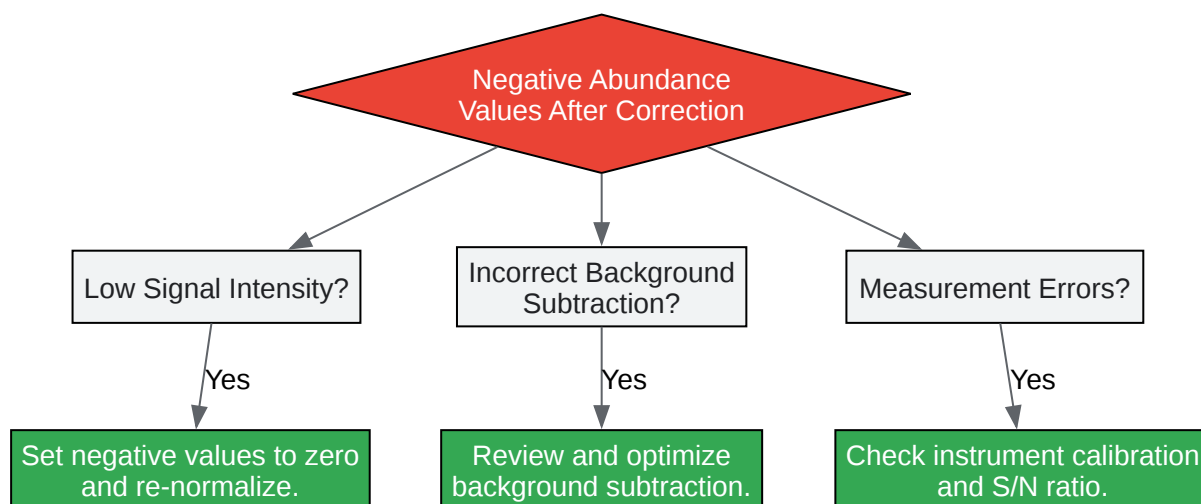 Negative Abundance
Values After Correction
Low Signal Intensity?
Incorrect Background
Subtraction?
Measurement Errors?
Yes
Yes
Yes
Set negative values to zero
and re-normalize.
Review and optimize
background subtraction.
Check instrument calibration
and S/N ratio.